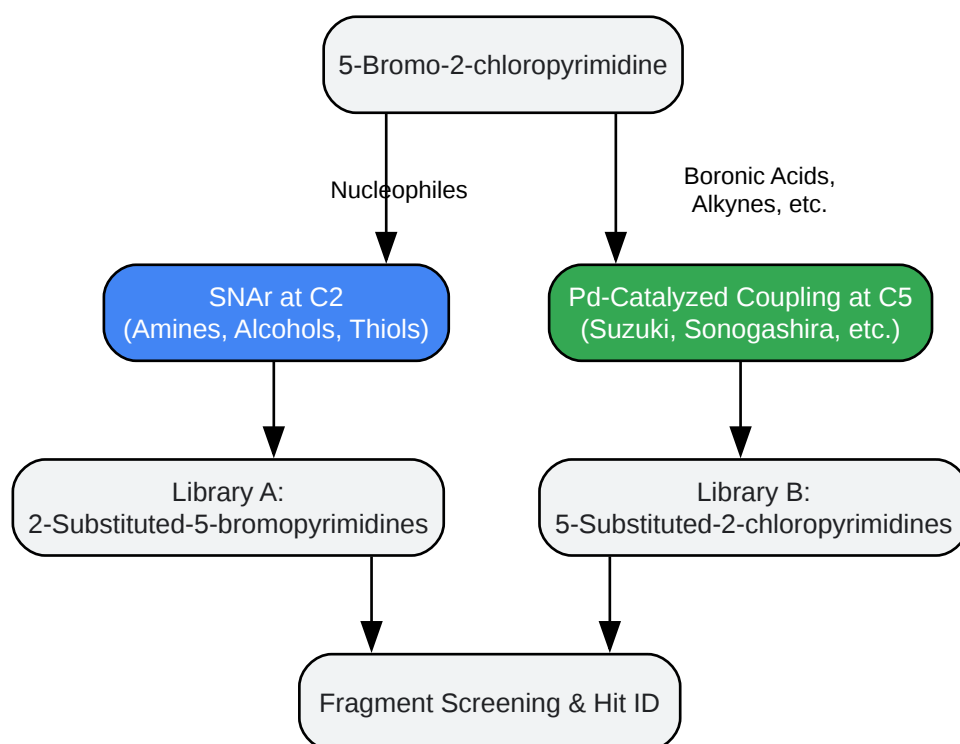 5-Bromo-2-chloropyrimidine
Nucleophiles
Boronic Acids,
Alkynes, etc.
SNAr at C2
(Amines, Alcohols, Thiols)
Pd-Catalyzed Coupling at C5
(Suzuki, Sonogashira, etc.)
Library A:
2-Substituted-5-bromopyrimidines
Library B:
5-Substituted-2-chloropyrimidines
Fragment Screening & Hit ID